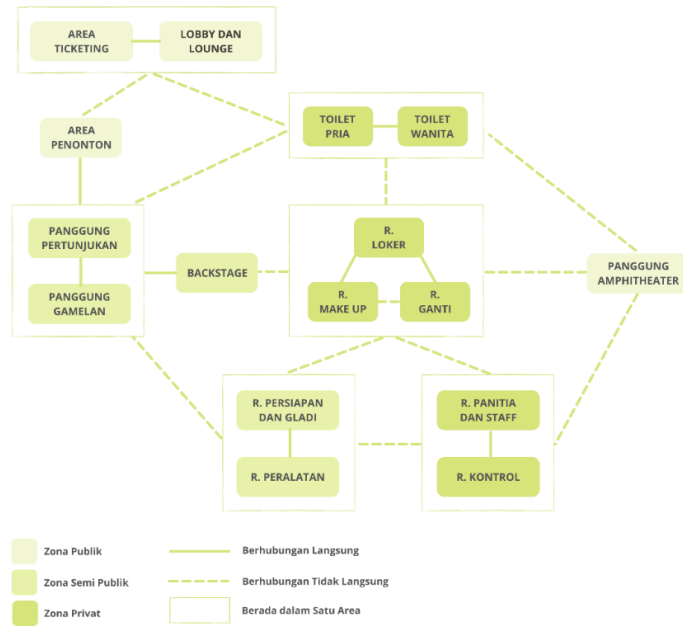 AREA
TICKETING
LOBBY DAN
LOUNGE
AREA
PENONTON
TOILET
PRIA
TOILET
WANITA
PANGGUNG
PERTUNJUKAN
PANGGUNG
GAMELAN
BACKSTAGE
R.
LOKER
R.
MAKE UP
R.
GANTI
PANGGUNG
AMPHITHEATER
R. PERSIAPAN
DAN GLADI
R. PERALATAN
R. PANITIA
DAN STAFF
R. KONTROL
Zona Publik
Berhubungan Langsung
Zona Semi Publik
Berhubungan Tidak Langsung
Zona Privat
Berada dalam Satu Area